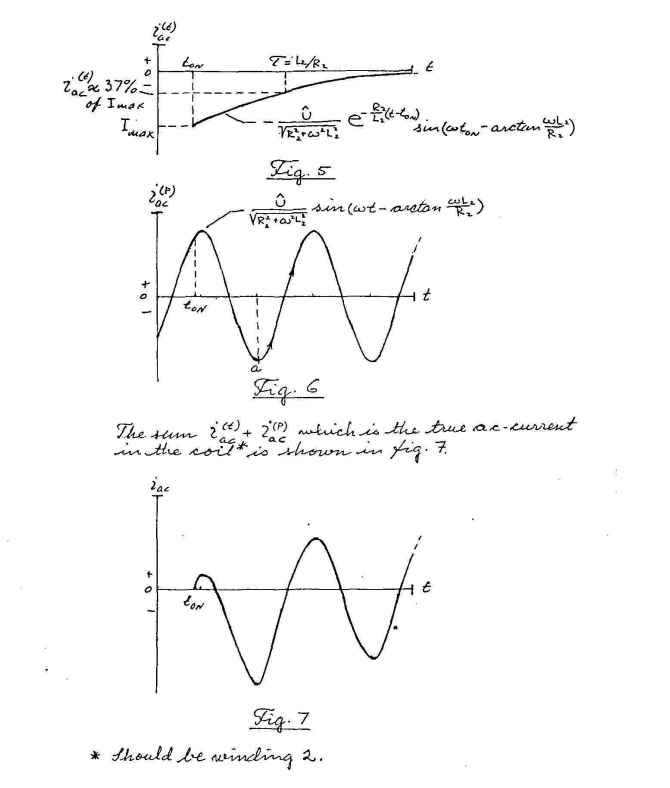 i_ac^(t)
+ t_ON τ = L₂/R₂ t
0
−
i_ac^(t) ≈ 37%
of I max
I max
Û/√(R₂²+ω²L₂²) e^(-R₂/L₂(t-t_ON)) sin(ωt_ON - arctan ωL₂/R₂)
Fig. 5
i_ac^(P)
Û/√(R₂²+ω²L₂²) sin(ωt - arctan ωL₂/R₂)
+
0 t_ON t
−
a
Fig. 6
The sum i_ac^(t) + i_ac^(P) which is the true ac-current
in the coil* is shown in fig. 7.
i_ac
+
0 t
− t_ON
Fig. 7
* Should be winding 2.